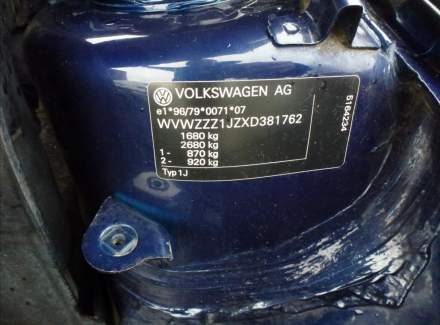 VOLKSWAGEN AG
e1*96/79*0071*07
WVWZZZ1JZXD381762
1680 kg
2680 kg
1- 870 kg
2- 920 kg
Typ 1J
5164234